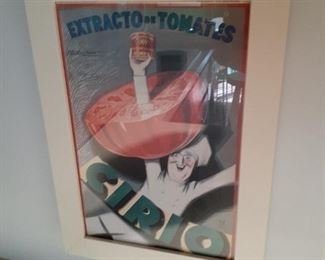 EXTRACTO DE TOMATES
CIRIO